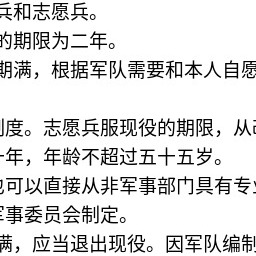 兵和志愿兵。
的期限为二年。
期满，根据军队需要和本人自愿
制度。志愿兵服现役的期限，从
十年，年龄不超过五十五岁。
也可以直接从非军事部门具有专业
军事委员会制定。
满，应当退出现役。因军队编制